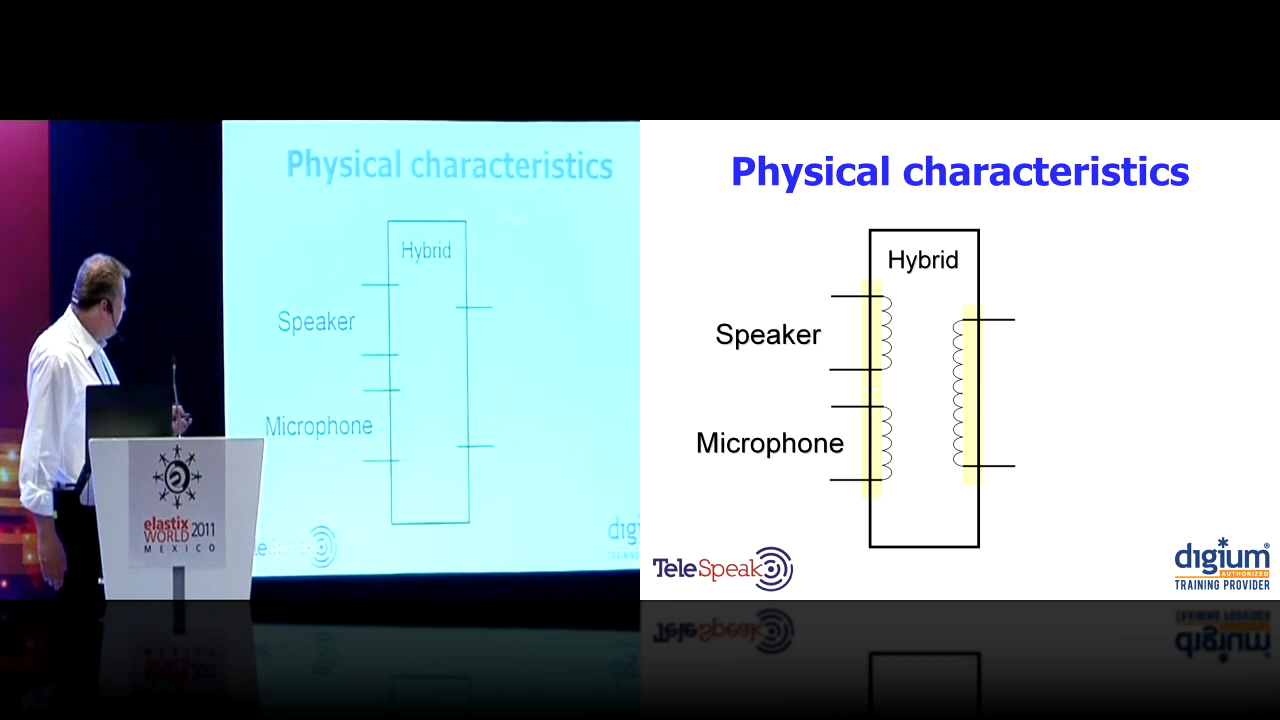 Physical characteristics
Hybrid
Speaker
Microphone
elastix
WORLD 2011
MEXICO
Physical characteristics
Hybrid
Speaker
Microphone
TeleSpeak
digium®
AUTHORIZED
TRAINING PROVIDER